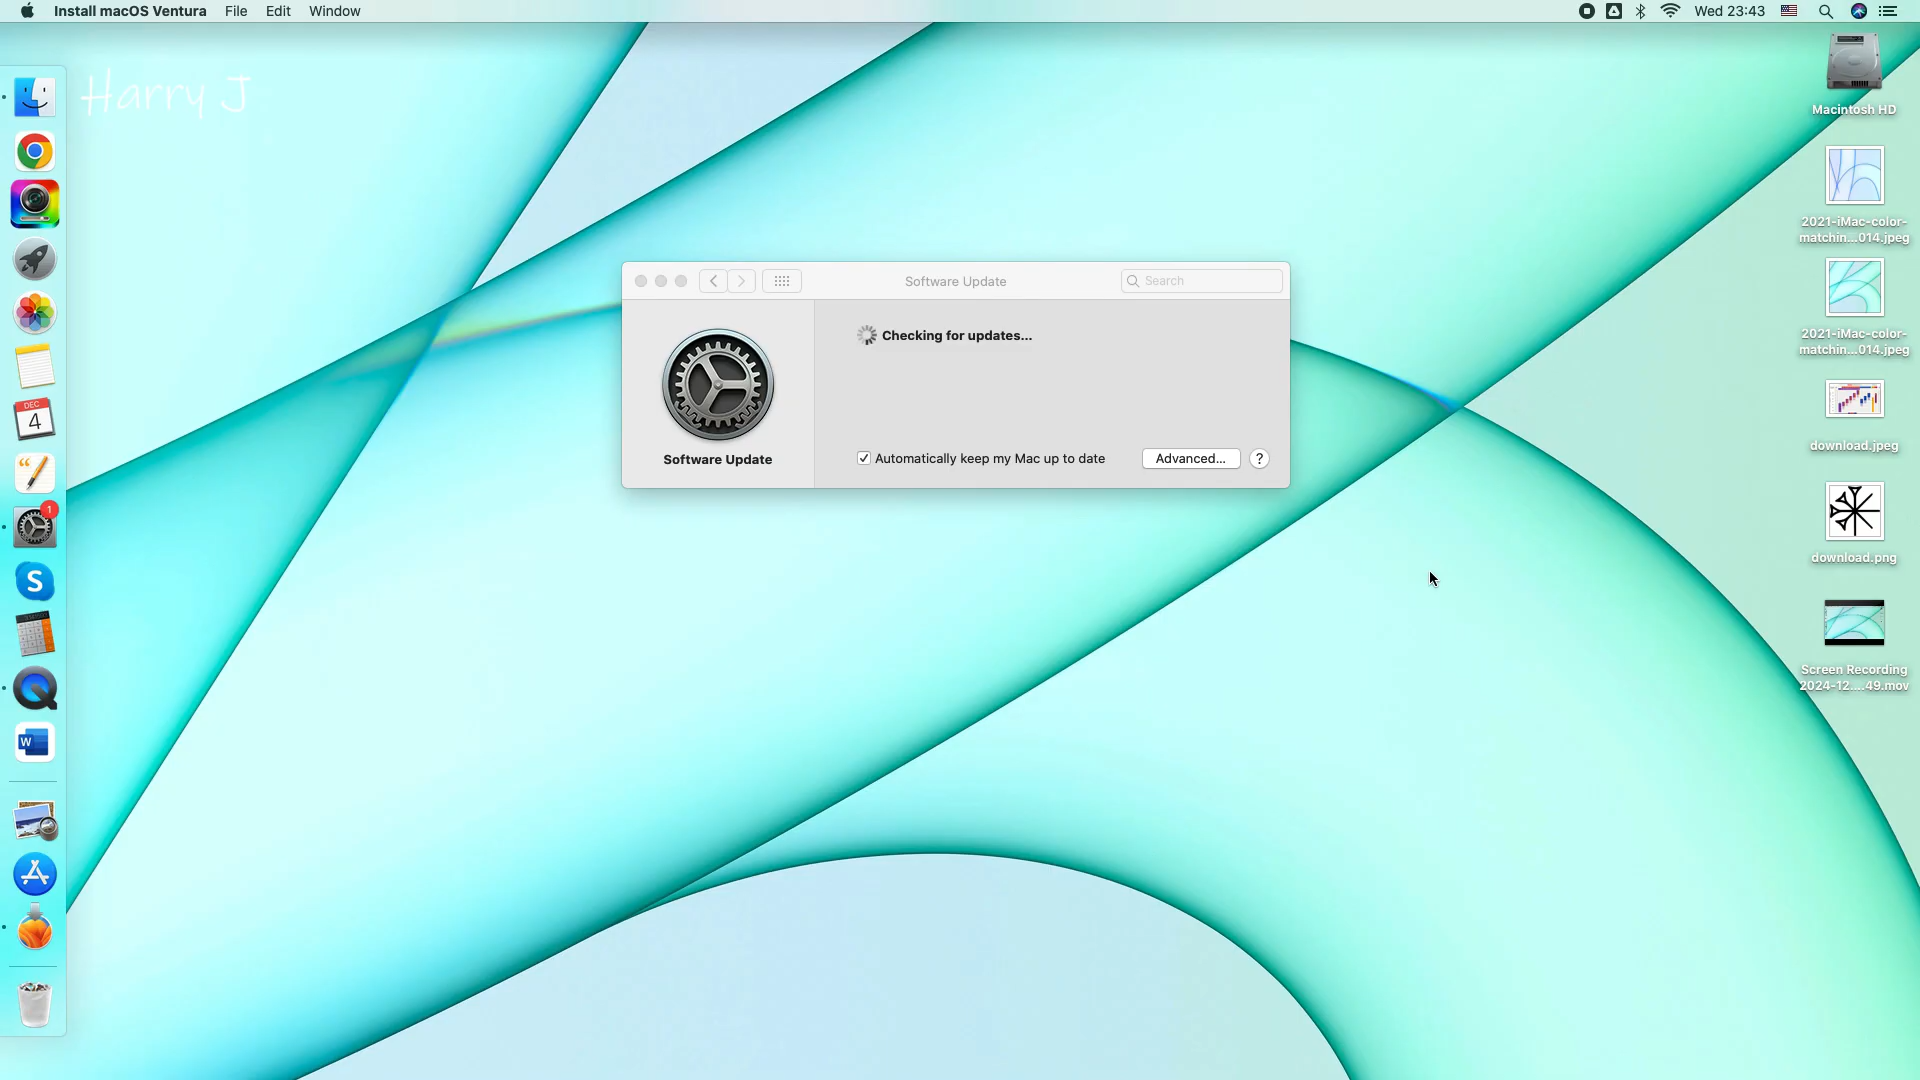 Install macOS Ventura File Edit Window
Wed 23:43
Harry J
Macintosh HD
2021-iMac-color-
matchin...014.jpeg
2021-iMac-color-
matchin...014.jpeg
download.jpeg
download.png
Screen Recording
2024-12....49.mov
Software Update
Search
Checking for updates...
Software Update
Automatically keep my Mac up to date
Advanced...
?
DEC
4
1
S
W